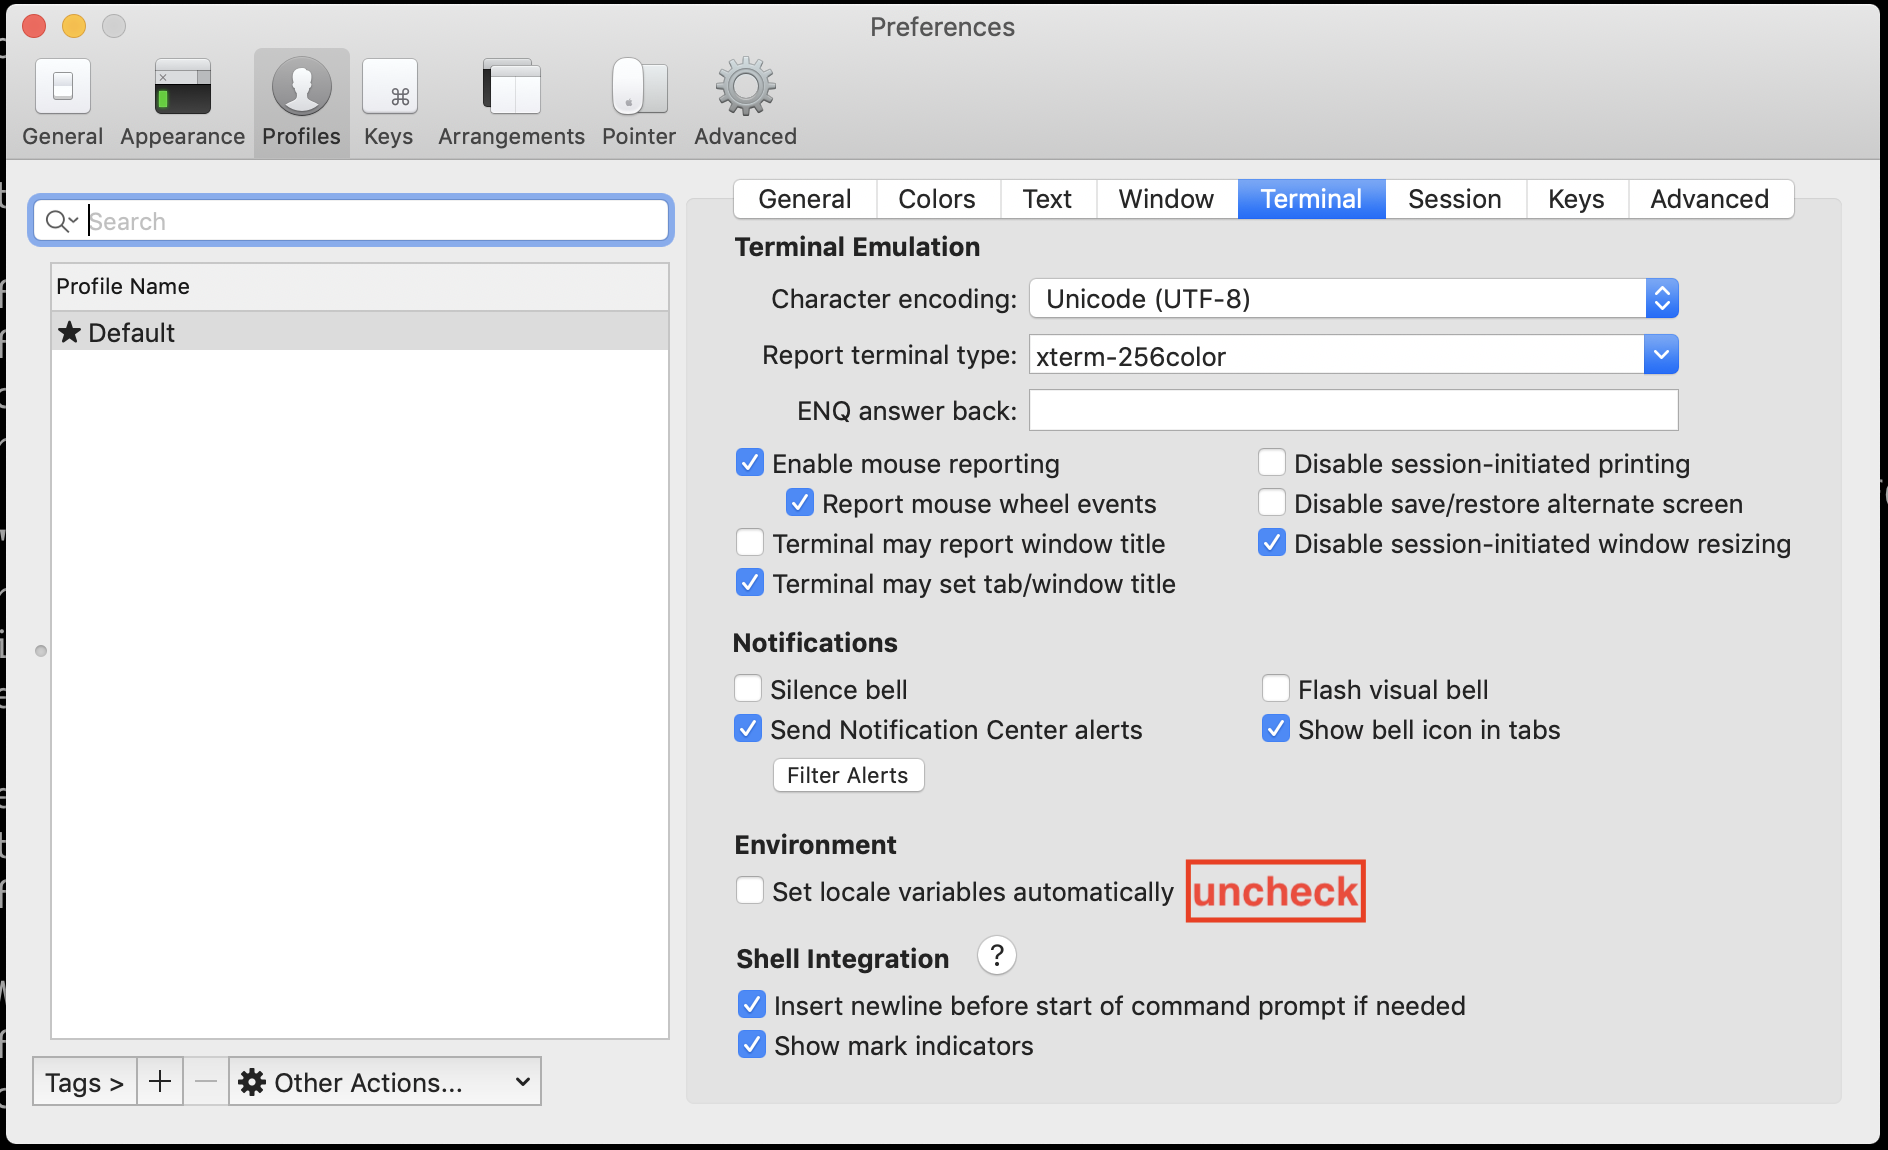 Preferences
General Appearance Profiles Keys Arrangements Pointer Advanced
Search
Profile Name
★ Default
Tags > + − Other Actions...
General Colors Text Window Terminal Session Keys Advanced
Terminal Emulation
Character encoding: Unicode (UTF-8)
Report terminal type: xterm-256color
ENQ answer back:
Enable mouse reporting
Disable session-initiated printing
Report mouse wheel events
Disable save/restore alternate screen
Terminal may report window title
Disable session-initiated window resizing
Terminal may set tab/window title
Notifications
Silence bell
Flash visual bell
Send Notification Center alerts
Show bell icon in tabs
Filter Alerts
Environment
Set locale variables automatically uncheck
Shell Integration ?
Insert newline before start of command prompt if needed
Show mark indicators